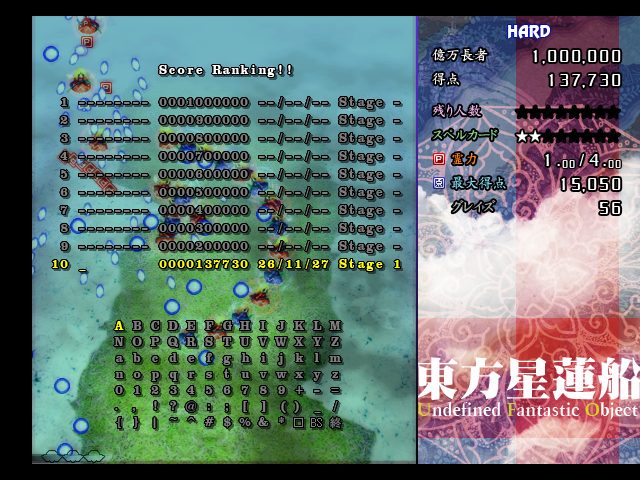 Score Ranking!!
1 -------- 0001000000 --/--/-- Stage -
2 -------- 0000900000 --/--/-- Stage -
3 -------- 0000800000 --/--/-- Stage -
4 -------- 0000700000 --/--/-- Stage -
5 -------- 0000600000 --/--/-- Stage -
6 -------- 0000500000 --/--/-- Stage -
7 -------- 0000400000 --/--/-- Stage -
8 -------- 0000300000 --/--/-- Stage -
9 -------- 0000200000 --/--/-- Stage -
10 _ 0000137730 26/11/27 Stage 1
A B C D E F G H I J K L M
N O P Q R S T U V W X Y Z
a b c d e f g h i j k l m
n o p q r s t u v w x y z
0 1 2 3 4 5 6 7 8 9 + - =
. , ! ? @ : ; [ ] ( ) _ /
{ } | ~ ^ # $ % & * □ BS 終
HARD
億万長者 1,000,000
得点 137,730
残り人数
スペルカード ★★
P 霊力 1.00/4.00
点 最大得点 15,050
グレイズ 56
東方星蓮船
Undefined Fantastic Object